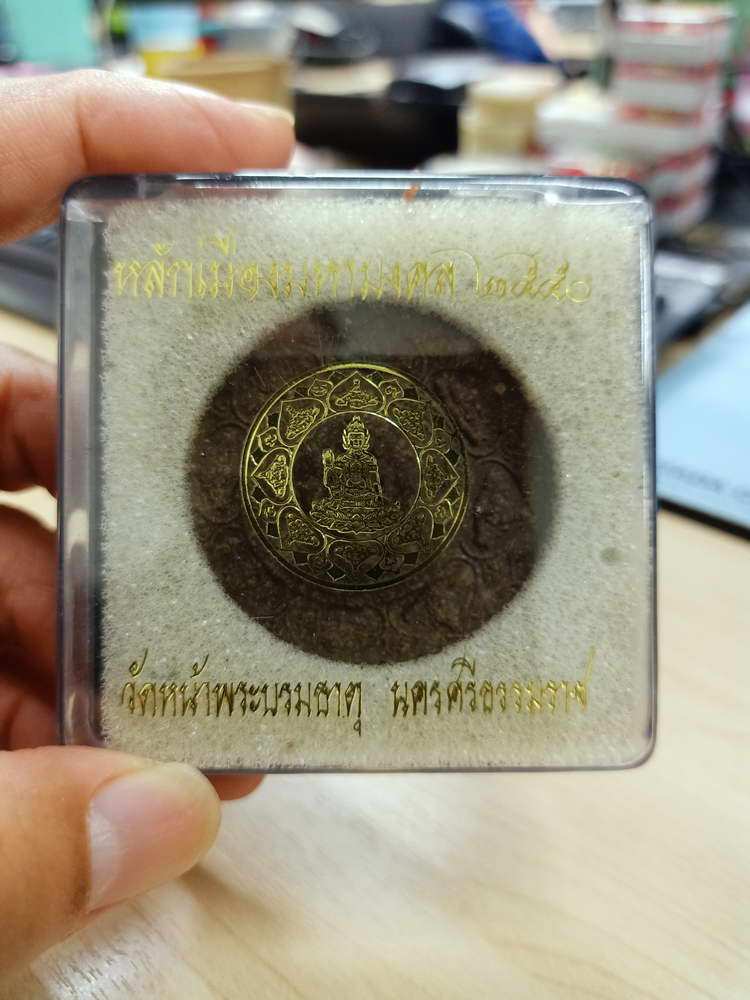 หลักเมืองมหามงคล ๒๕๕๐
วัดหน้าพระบรมธาตุ นครศรีธรรมราช